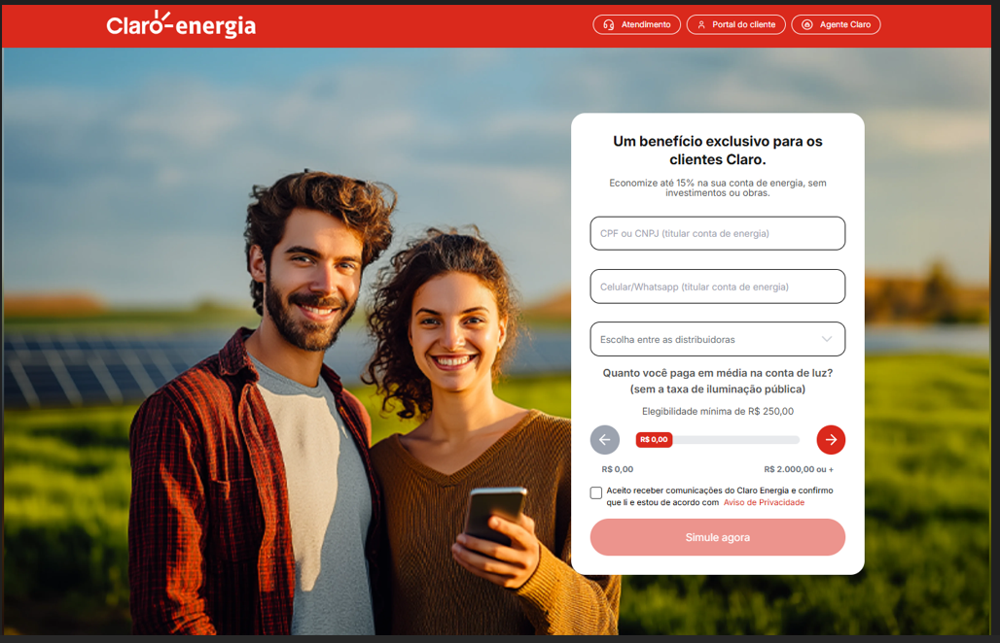 Claro-energia
Atendimento
Portal do cliente
Agente Claro
Um benefício exclusivo para os
clientes Claro.
Economize até 15% na sua conta de energia, sem
investimentos ou obras.
CPF ou CNPJ (titular conta de energia)
Celular/Whatsapp (titular conta de energia)
Escolha entre as distribuidoras
Quanto você paga em média na conta de luz?
(sem a taxa de iluminação pública)
Elegibilidade mínima de R$ 250,00
R$ 0,00
R$ 0,00
R$ 2.000,00 ou +
Aceito receber comunicações do Claro Energia e confirmo
que li e estou de acordo com Aviso de Privacidade
Simule agora